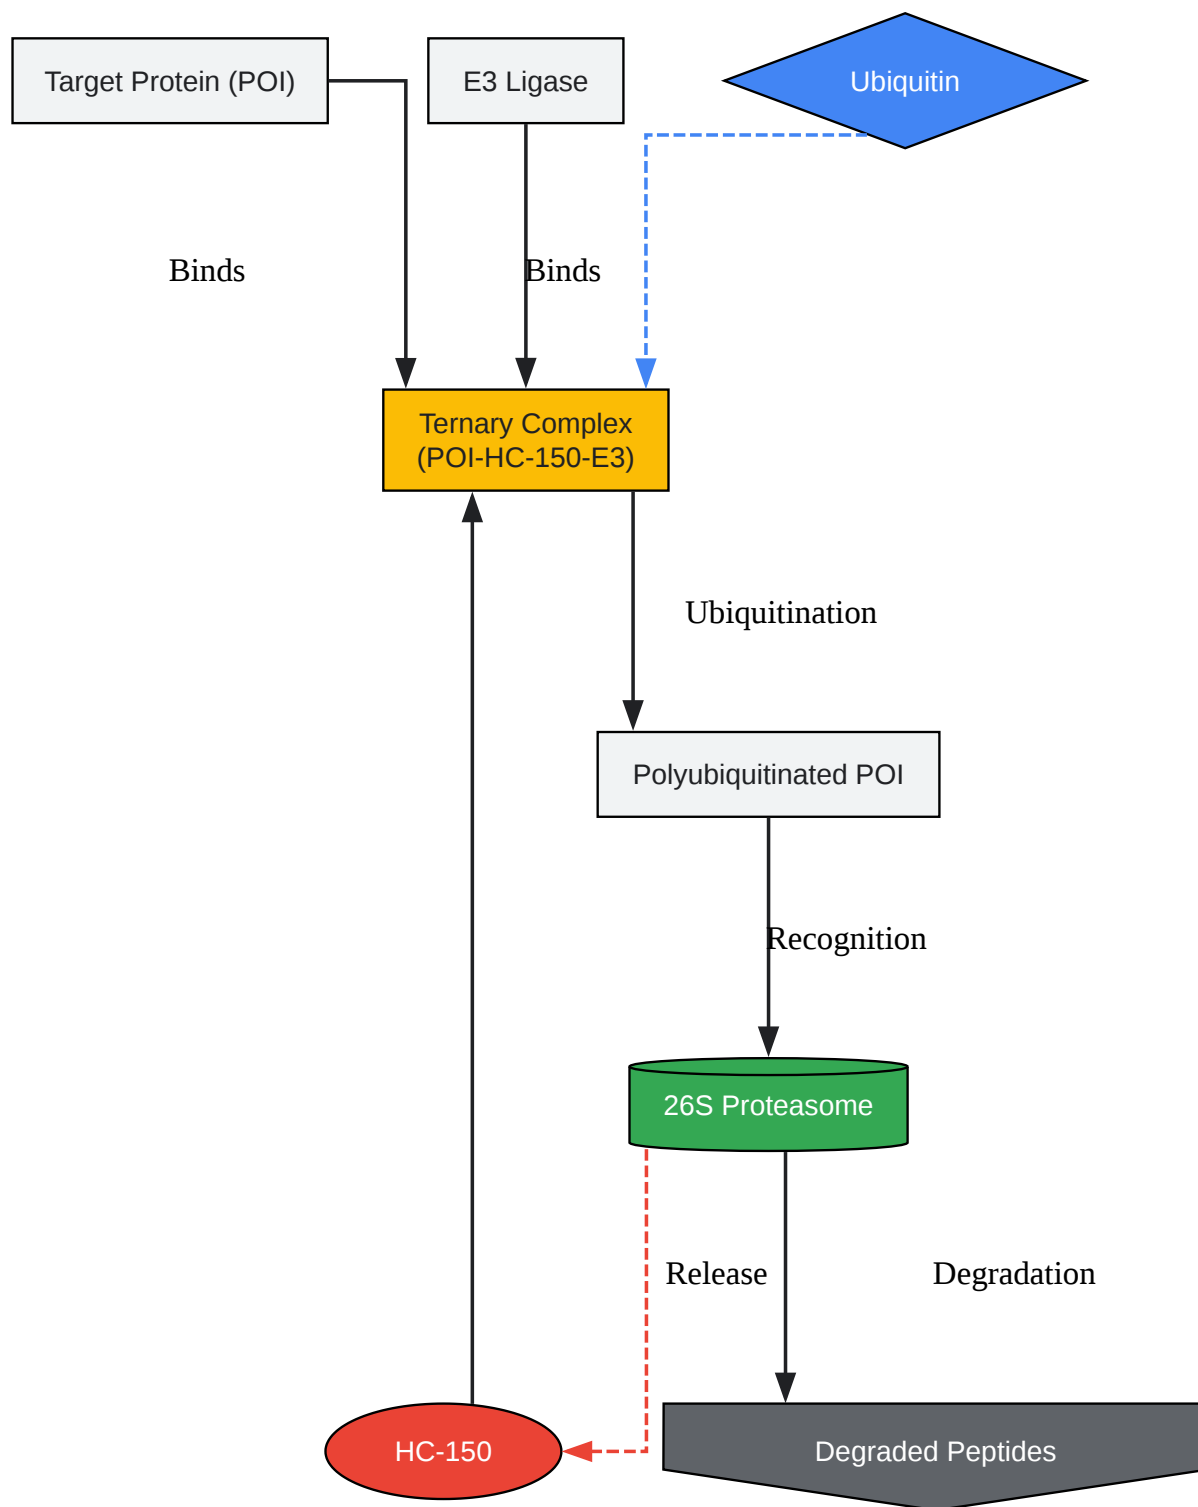 Target Protein (POI)
E3 Ligase
Ubiquitin
Binds
Binds
Ternary Complex
(POI-HC-150-E3)
Ubiquitination
Polyubiquitinated POI
Recognition
26S Proteasome
Release
Degradation
HC-150
Degraded Peptides